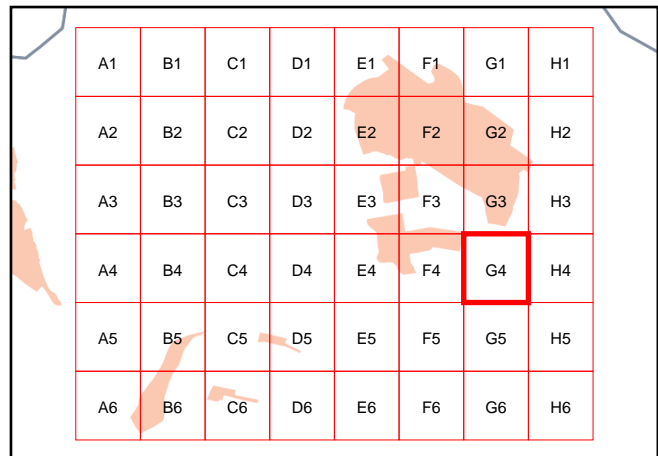 A1 B1 C1 D1 E1 F1 G1 H1
A2 B2 C2 D2 E2 F2 G2 H2
A3 B3 C3 D3 E3 F3 G3 H3
A4 B4 C4 D4 E4 F4 G4 H4
A5 B5 C5 D5 E5 F5 G5 H5
A6 B6 C6 D6 E6 F6 G6 H6